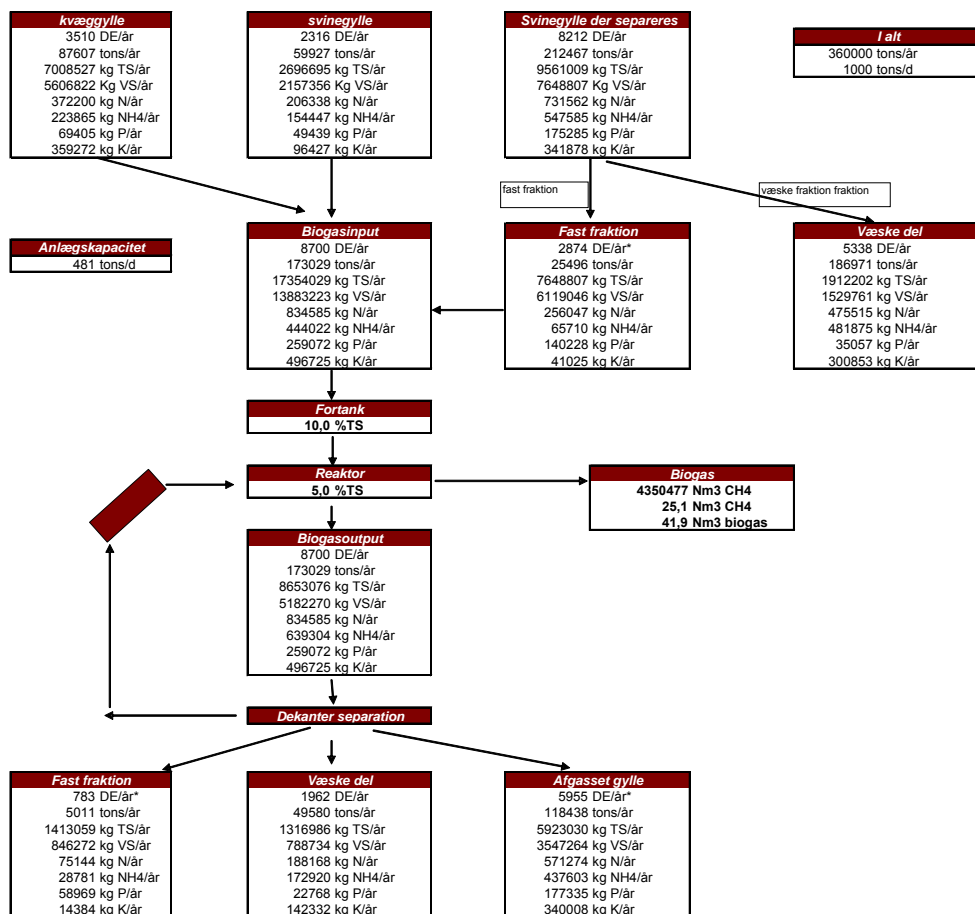 kvæggylle
3510 DE/år
87607 tons/år
7008527 kg TS/år
5606822 Kg VS/år
372200 kg N/år
223865 kg NH4/år
69405 kg P/år
359272 kg K/år
svinegylle
2316 DE/år
59927 tons/år
2696695 kg TS/år
2157356 Kg VS/år
206338 kg N/år
154447 kg NH4/år
49439 kg P/år
96427 kg K/år
Svinegylle der separeres
8212 DE/år
212467 tons/år
9561009 kg TS/år
7648807 Kg VS/år
731562 kg N/år
547585 kg NH4/år
175285 kg P/år
341878 kg K/år
I alt
360000 tons/år
1000 tons/d
fast fraktion
væske fraktion fraktion
Anlægskapacitet
481 tons/d
Biogasinput
8700 DE/år
173029 tons/år
17354029 kg TS/år
13883223 kg VS/år
834585 kg N/år
444022 kg NH4/år
259072 kg P/år
496725 kg K/år
Fast fraktion
2874 DE/år*
25496 tons/år
7648807 kg TS/år
6119046 kg VS/år
256047 kg N/år
65710 kg NH4/år
140228 kg P/år
41025 kg K/år
Væske del
5338 DE/år
186971 tons/år
1912202 kg TS/år
1529761 kg VS/år
475515 kg N/år
481875 kg NH4/år
35057 kg P/år
300853 kg K/år
Fortank
10,0 %TS
Reaktor
5,0 %TS
Biogas
4350477 Nm3 CH4
25,1 Nm3 CH4
41,9 Nm3 biogas
Biogasoutput
8700 DE/år
173029 tons/år
8653076 kg TS/år
5182270 kg VS/år
834585 kg N/år
639304 kg NH4/år
259072 kg P/år
496725 kg K/år
Dekanter separation
Fast fraktion
783 DE/år*
5011 tons/år
1413059 kg TS/år
846272 kg VS/år
75144 kg N/år
28781 kg NH4/år
58969 kg P/år
14384 kg K/år
Væske del
1962 DE/år
49580 tons/år
1316986 kg TS/år
788734 kg VS/år
188168 kg N/år
172920 kg NH4/år
22768 kg P/år
142332 kg K/år
Afgasset gylle
5955 DE/år*
118438 tons/år
5923030 kg TS/år
3547264 kg VS/år
571274 kg N/år
437603 kg NH4/år
177335 kg P/år
340008 kg K/år